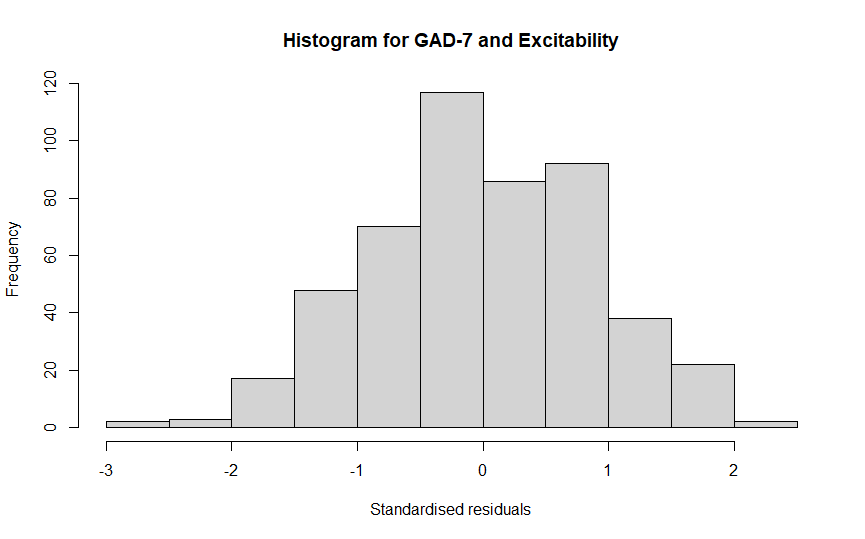 Histogram for GAD-7 and Excitability
120
100
80
60
40
20
0
Frequency
-3 -2 -1 0 1 2
Standardised residuals